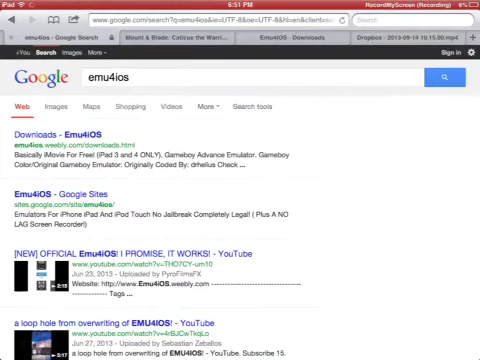 iPad
6:51 PM
RecordMyScreen (Recording) 6%
www.google.com/search?q=emu4ios&ie=UTF-8&oe=UTF-8&hl=en&client=s
Search
emu4ios - Google Search
Mount & Blade: Caticus the Warri...
Emu4iOS - Downloads
Dropbox - 2013-09-14 10.15.00.mp4
+You Search Images More
Sign in
Google
emu4ios
Web Images Maps Shopping Videos More Search tools
Downloads - Emu4iOS
emu4ios.weebly.com/downloads.html
Basically iMovie For Free! (iPad 3 and 4 ONLY). Gameboy Advance Emulator. Gameboy
Color/Original Gameboy Emulator. Originally Coded By: drhelius Check ...
Emu4iOS - Google Sites
sites.google.com/site/emu4ios/
Emulators For iPhone iPad And iPod Touch No Jailbreak Completely Legal! ( Plus A NO
LAG Screen Recorder!)
[NEW] OFFICIAL Emu4iOS! I PROMISE, IT WORKS! - YouTube
www.youtube.com/watch?v=THO7CY-um10
Jun 23, 2013 - Uploaded by PyroFilmsFX
Website: http://www.Emu4iOS.weebly.com -----------------------------------
-------------- Tags ...
2:15
a loop hole from overwriting of EMU4IOS! - YouTube
www.youtube.com/watch?v=4rBJCwTkqLo
Jul 27, 2013 - Uploaded by Sebastian Zeballos
a loop hole from overwriting of EMU4IOS! - YouTube. Subscribe 15.
5:17